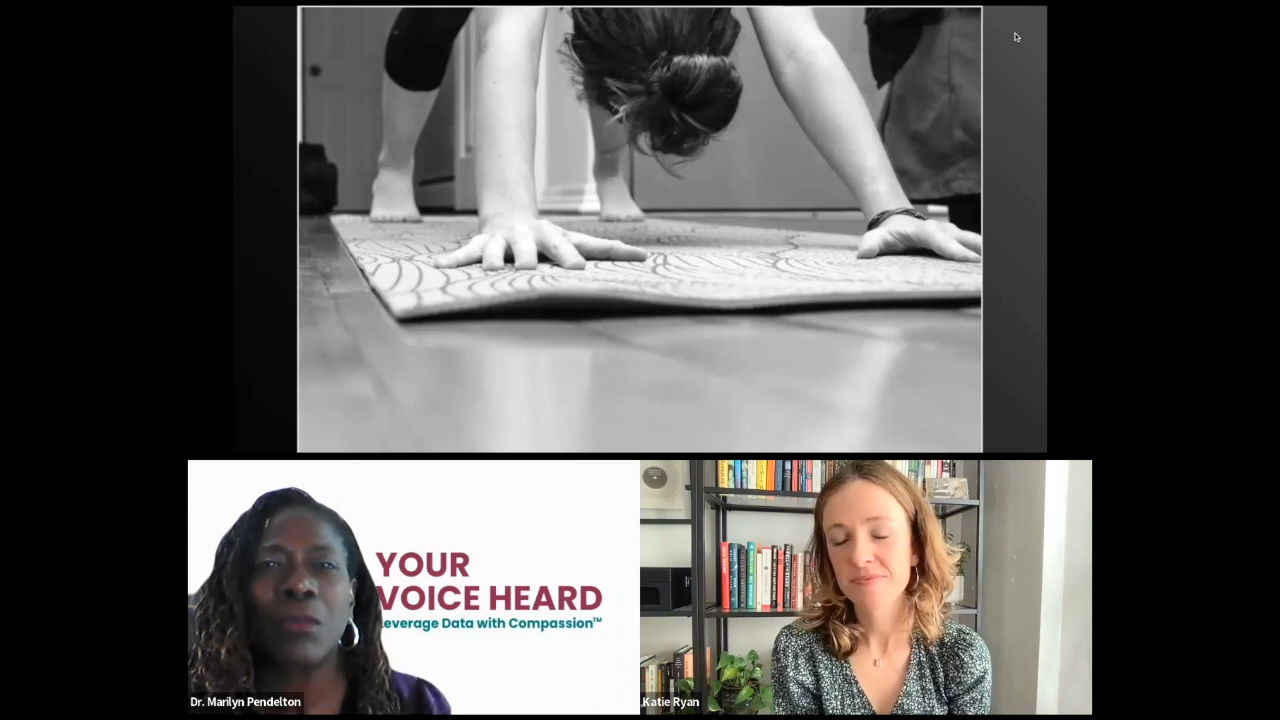 YOUR
VOICE HEARD
Leverage Data with Compassion™
Dr. Marilyn Pendelton
Katie Ryan